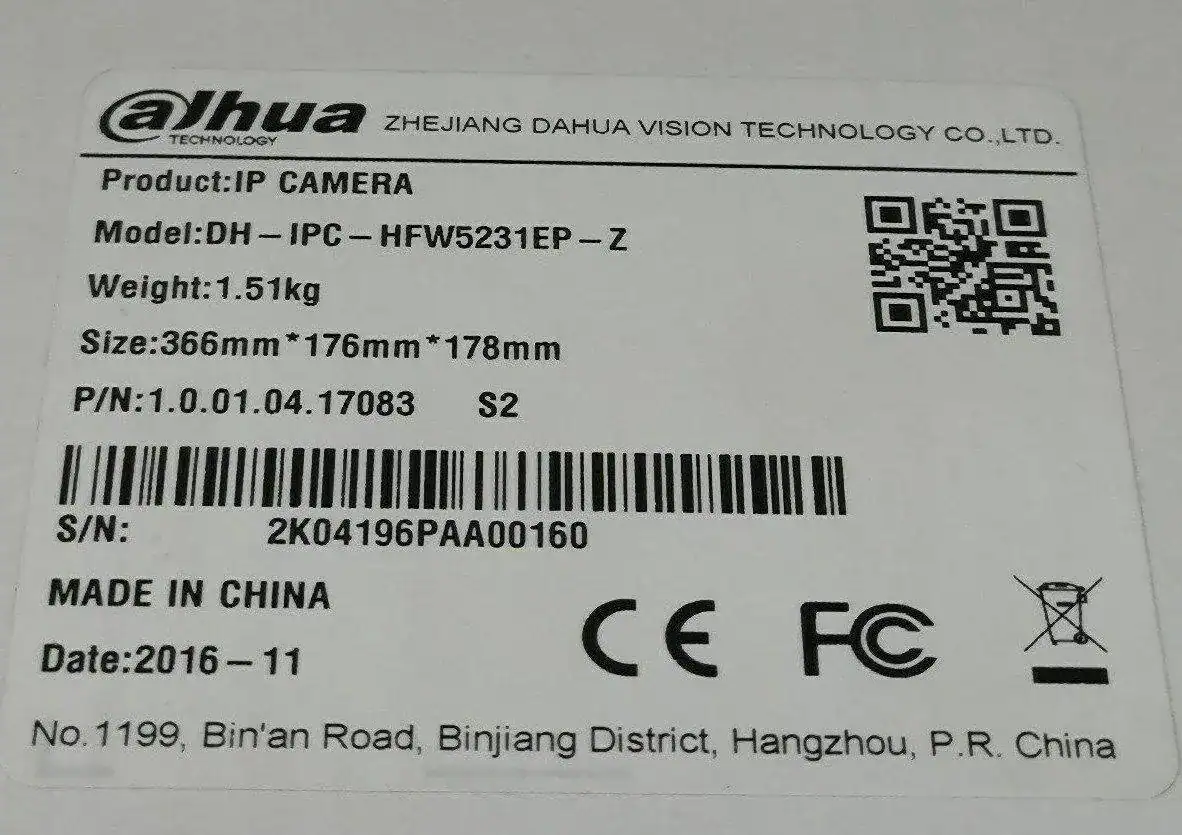 alhua ZHEJIANG DAHUA VISION TECHNOLOGY CO.,LTD.
TECHNOLOGY
Product:IP CAMERA
Model:DH-IPC-HFW5231EP-Z
Weight:1.51kg
Size:366mm*176mm*178mm
P/N:1.0.01.04.17083 S2
S/N: 2K04196PAA00160
MADE IN CHINA
Date:2016-11
CE FC
No.1199, Bin'an Road, Binjiang District, Hangzhou, P.R. China